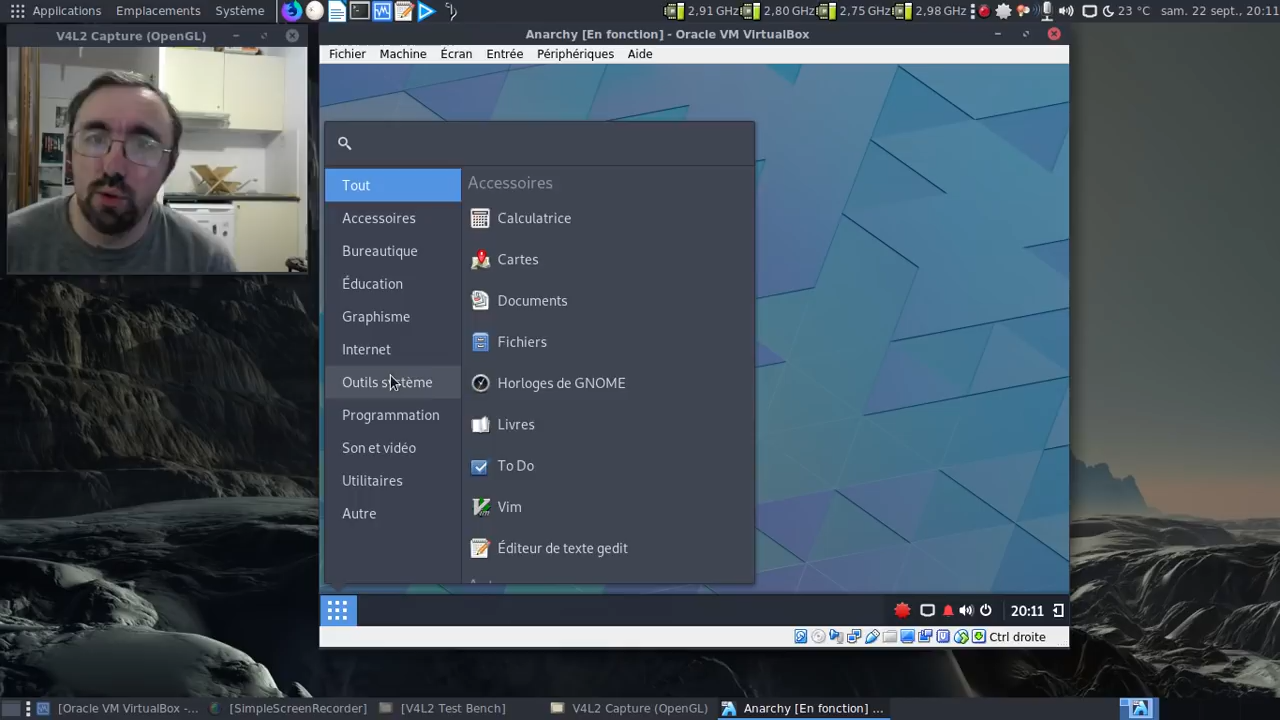 Applications Emplacements Système 2,91 GHz 2,80 GHz 2,75 GHz 2,98 GHz 23 °C sam. 22 sept., 20:11
V4L2 Capture (OpenGL)
Anarchy [En fonction] - Oracle VM VirtualBox
Fichier Machine Écran Entrée Périphériques Aide
Tout
Accessoires
Bureautique
Éducation
Graphisme
Internet
Outils système
Programmation
Son et vidéo
Utilitaires
Autre
Accessoires
Calculatrice
Cartes
Documents
Fichiers
Horloges de GNOME
Livres
To Do
Vim
Éditeur de texte gedit
20:11
Ctrl droite
[Oracle VM VirtualBox -... [SimpleScreenRecorder] [V4L2 Test Bench] V4L2 Capture (OpenGL) Anarchy [En fonction] ...